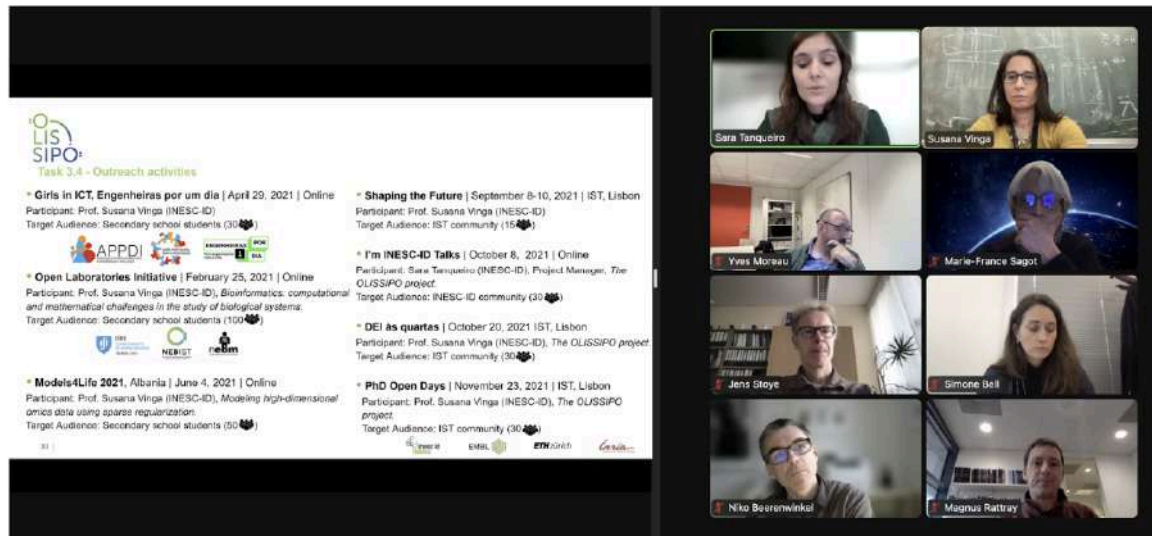 O
LIS
SIPO
Task 3.4 - Outreach activities
Girls in ICT, Engenheiras por um dia | April 29, 2021 | Online
Participant: Prof. Susana Vinga (INESC-ID)
Target Audience: Secondary school students (30)
APPDI
ENGENHEIRAS POR
1 DIA
Open Laboratories Initiative | February 25, 2021 | Online
Participant: Prof. Susana Vinga (INESC-ID), Bioinformatics: computational
and mathematical challenges in the study of biological systems.
Target Audience: Secondary school students (100)
NEBIST
nebm
Models4Life 2021, Albania | June 4, 2021 | Online
Participant: Prof. Susana Vinga (INESC-ID), Modeling high-dimensional
omics data using sparse regularization.
Target Audience: Secondary school students (50)
Shaping the Future | September 8-10, 2021 | IST, Lisbon
Participant: Prof. Susana Vinga (INESC-ID)
Target Audience: IST community (15)
I'm INESC-ID Talks | October 8, 2021 | Online
Participant: Sara Tanqueiro (INESC-ID), Project Manager, The
OLISSIPO project.
Target Audience: INESC-ID community (30)
DEI às quartas | October 20, 2021 IST, Lisbon
Participant: Prof. Susana Vinga (INESC-ID), The OLISSIPO project.
Target Audience: IST community (30)
PhD Open Days | November 23, 2021 | IST, Lisbon
Participant: Prof. Susana Vinga (INESC-ID), The OLISSIPO
project.
Target Audience: IST community (30)
inesc id
EMBL
ETH zürich
Inria
Sara Tanqueiro
Susana Vinga
Yves Moreau
Marie-France Sagot
Jens Stoye
Simone Bell
Niko Beerenwinkel
Magnus Rattray